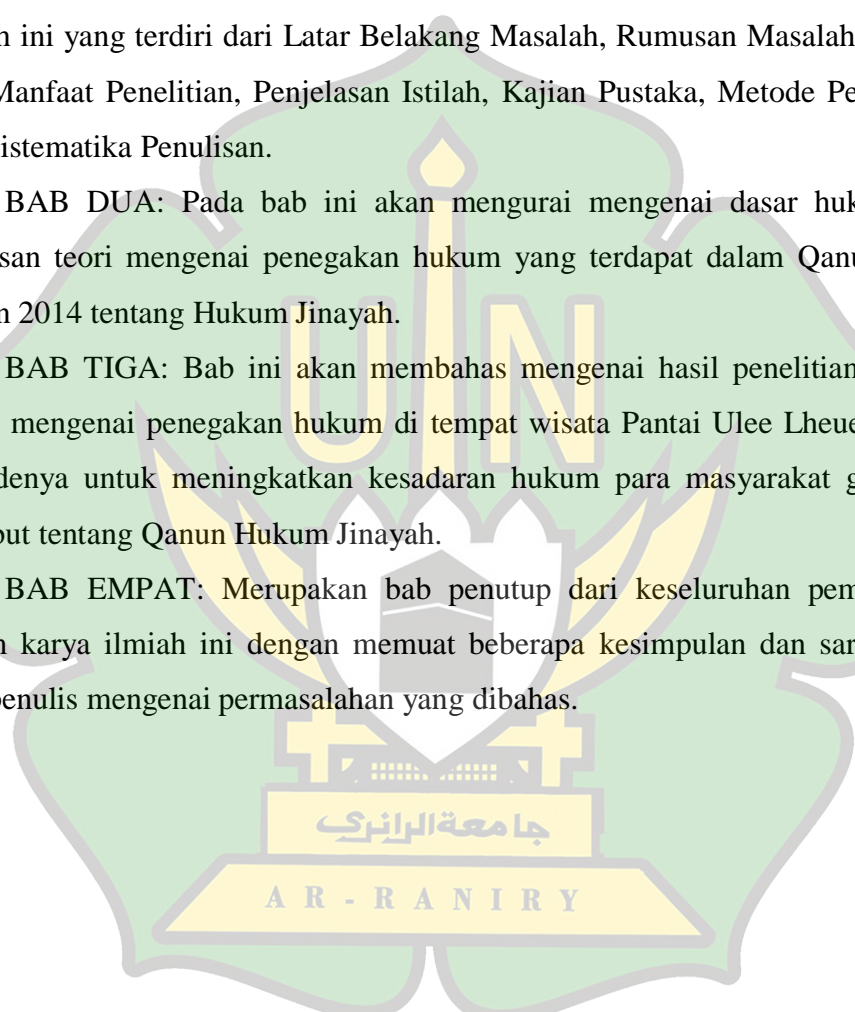 h ini yang terdiri dari Latar Belakang Masalah, Rumusan Masalah
Manfaat Penelitian, Penjelasan Istilah, Kajian Pustaka, Metode Pe
istematika Penulisan.
BAB DUA: Pada bab ini akan mengurai mengenai dasar huk
san teori mengenai penegakan hukum yang terdapat dalam Qanu
n 2014 tentang Hukum Jinayah.
BAB TIGA: Bab ini akan membahas mengenai hasil penelitian
mengenai penegakan hukum di tempat wisata Pantai Ulee Lheue
denya untuk meningkatkan kesadaran hukum para masyarakat g
but tentang Qanun Hukum Jinayah.
BAB EMPAT: Merupakan bab penutup dari keseluruhan pem
n karya ilmiah ini dengan memuat beberapa kesimpulan dan sar
penulis mengenai permasalahan yang dibahas.
UIN
جامعة الرانري
AR-RANIRY